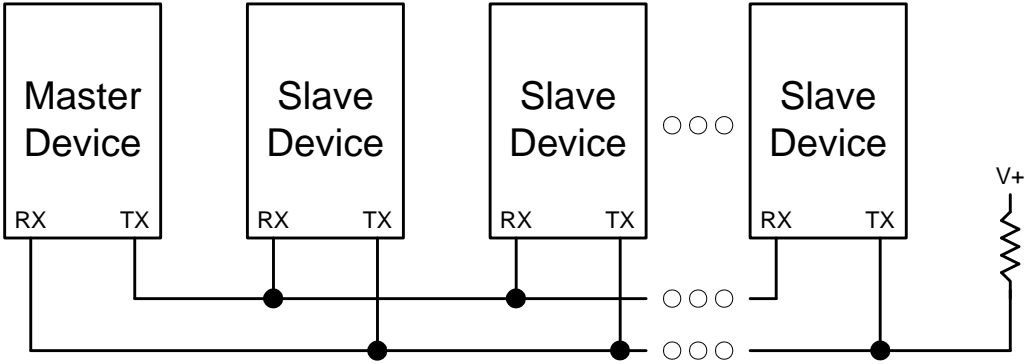 Master
Device
Slave
Device
Slave
Device
Slave
Device
RX TX
RX TX
RX TX
RX TX
V+